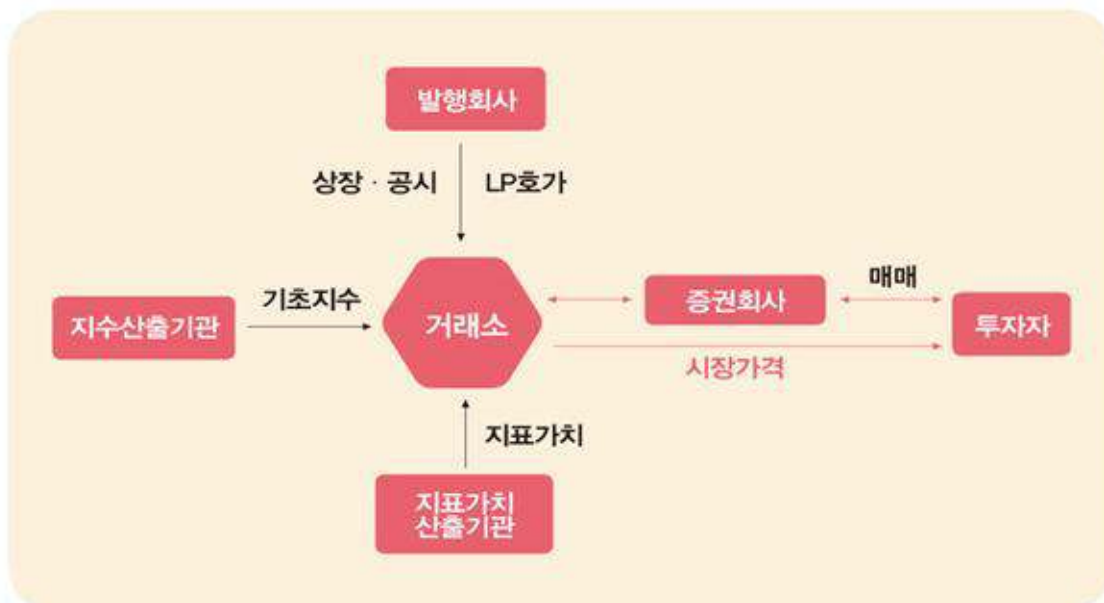 발행회사
상장 · 공시
LP호가
기초지수
지수산출기관
거래소
증권회사
매매
투자자
시장가격
지표가치
지표가치
산출기관